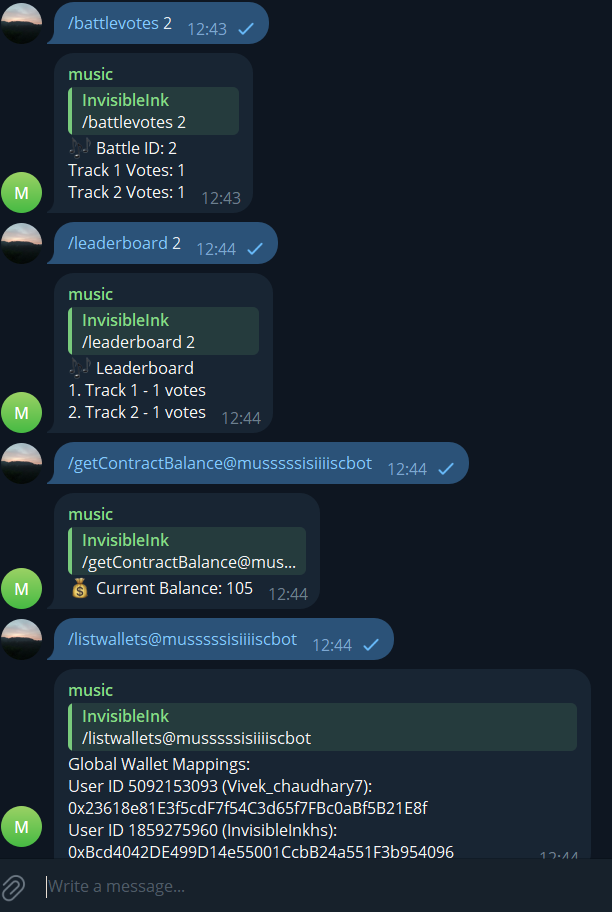 /battlevotes 2 12:43
music
InvisibleInk
/battlevotes 2
🎶 Battle ID: 2
Track 1 Votes: 1
Track 2 Votes: 1 12:43
M
/leaderboard 2 12:44
music
InvisibleInk
/leaderboard 2
🎶 Leaderboard
1. Track 1 - 1 votes
2. Track 2 - 1 votes 12:44
M
/getContractBalance@musssssisiiiiscbot 12:44
music
InvisibleInk
/getContractBalance@mus...
💰 Current Balance: 105 12:44
M
/listwallets@musssssisiiiiscbot 12:44
music
InvisibleInk
/listwallets@musssssisiiiiscbot
Global Wallet Mappings:
User ID 5092153093 (Vivek_chaudhary7):
0x23618e81E3f5cdF7f54C3d65f7FBc0aBf5B21E8f
User ID 1859275960 (InvisibleInkhs):
0xBcd4042DE499D14e55001CcbB24a551F3b954096
12:44
M
Write a message...